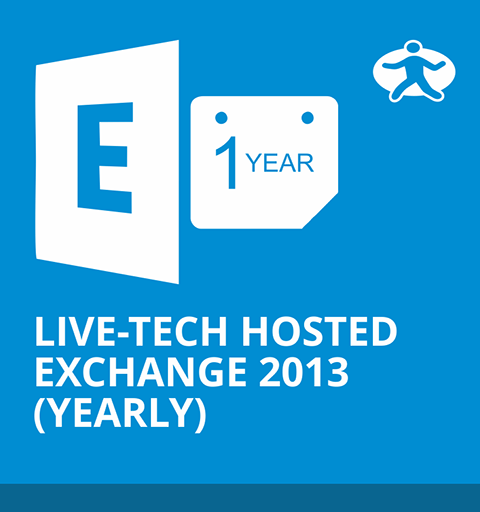 E
1 YEAR
LIVE-TECH HOSTED
EXCHANGE 2013
(YEARLY)